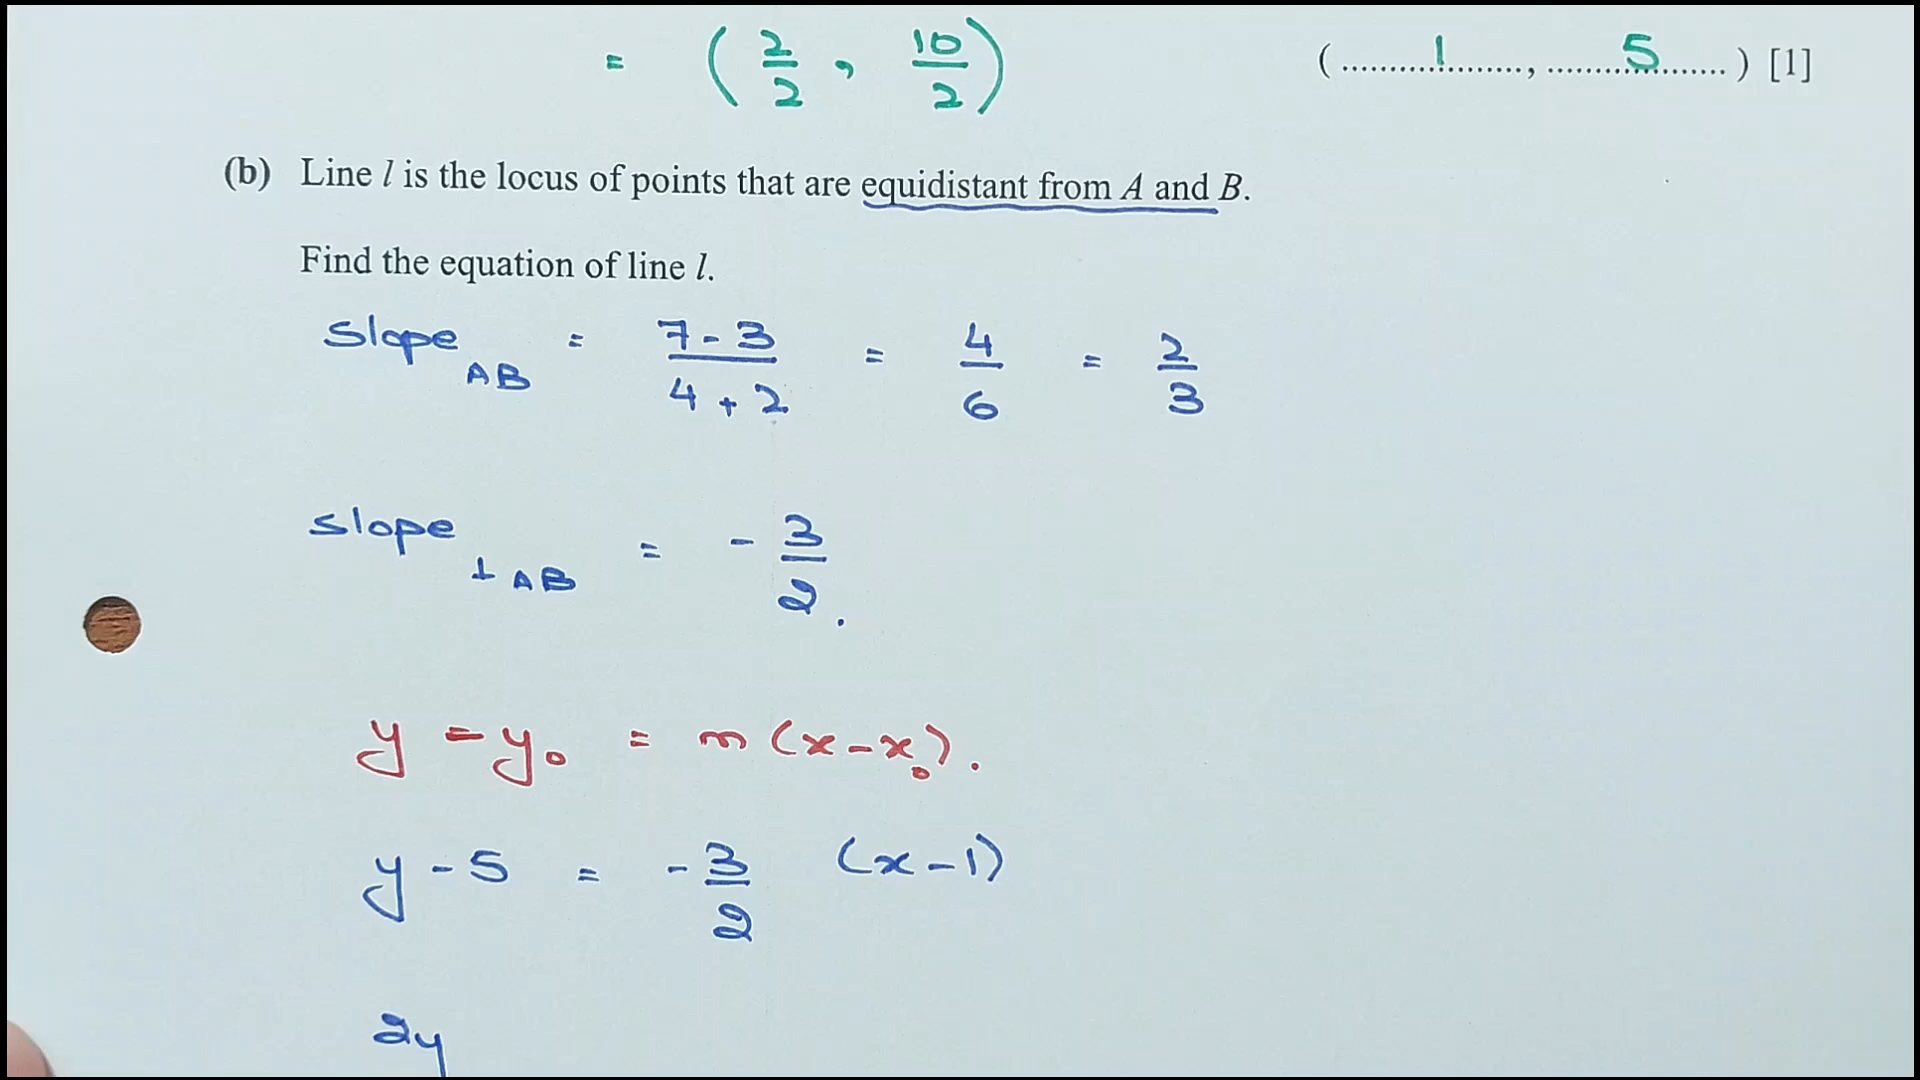 = (2/2, 10/2) (........1........, ........5........) [1]
(b) Line l is the locus of points that are equidistant from A and B.
Find the equation of line l.
Slope AB = 7-3/4+2 = 4/6 = 2/3
slope ⊥AB = -3/2.
y - y₀ = m(x-x₀).
y - 5 = -3/2 (x-1)
2y